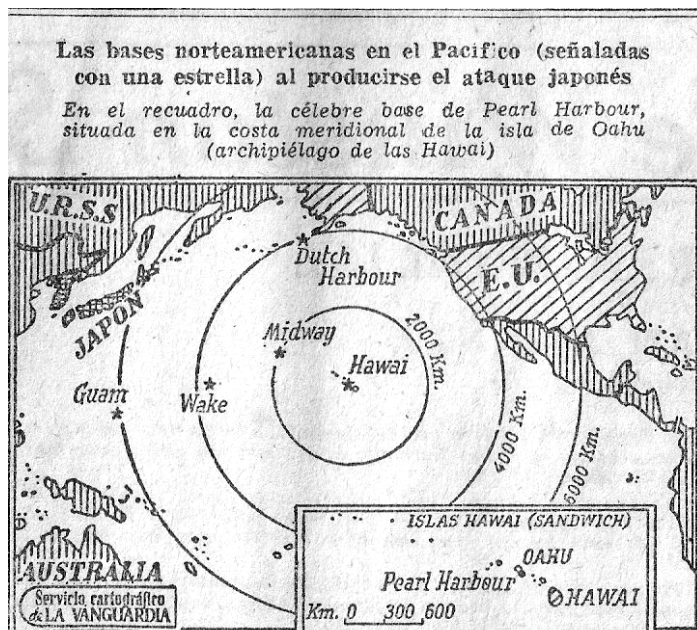 Las bases norteamericanas en el Pacífico (señaladas
con una estrella) al producirse el ataque japonés
En el recuadro, la célebre base de Pearl Harbour,
situada en la costa meridional de la isla de Oahu
(archipiélago de las Hawai)
U.R.S.S
CANADA
Dutch
Harbour
E.U.
JAPON
Midway
2000 Km.
Hawai
Guam
Wake
4000 Km.
6000 Km.
ISLAS HAWAI (SANDWICH)
OAHU
Pearl Harbour
HAWAI
Km. 0 300 600
AUSTRALIA
Servicio cartográfico
de LA VANGUARDIA